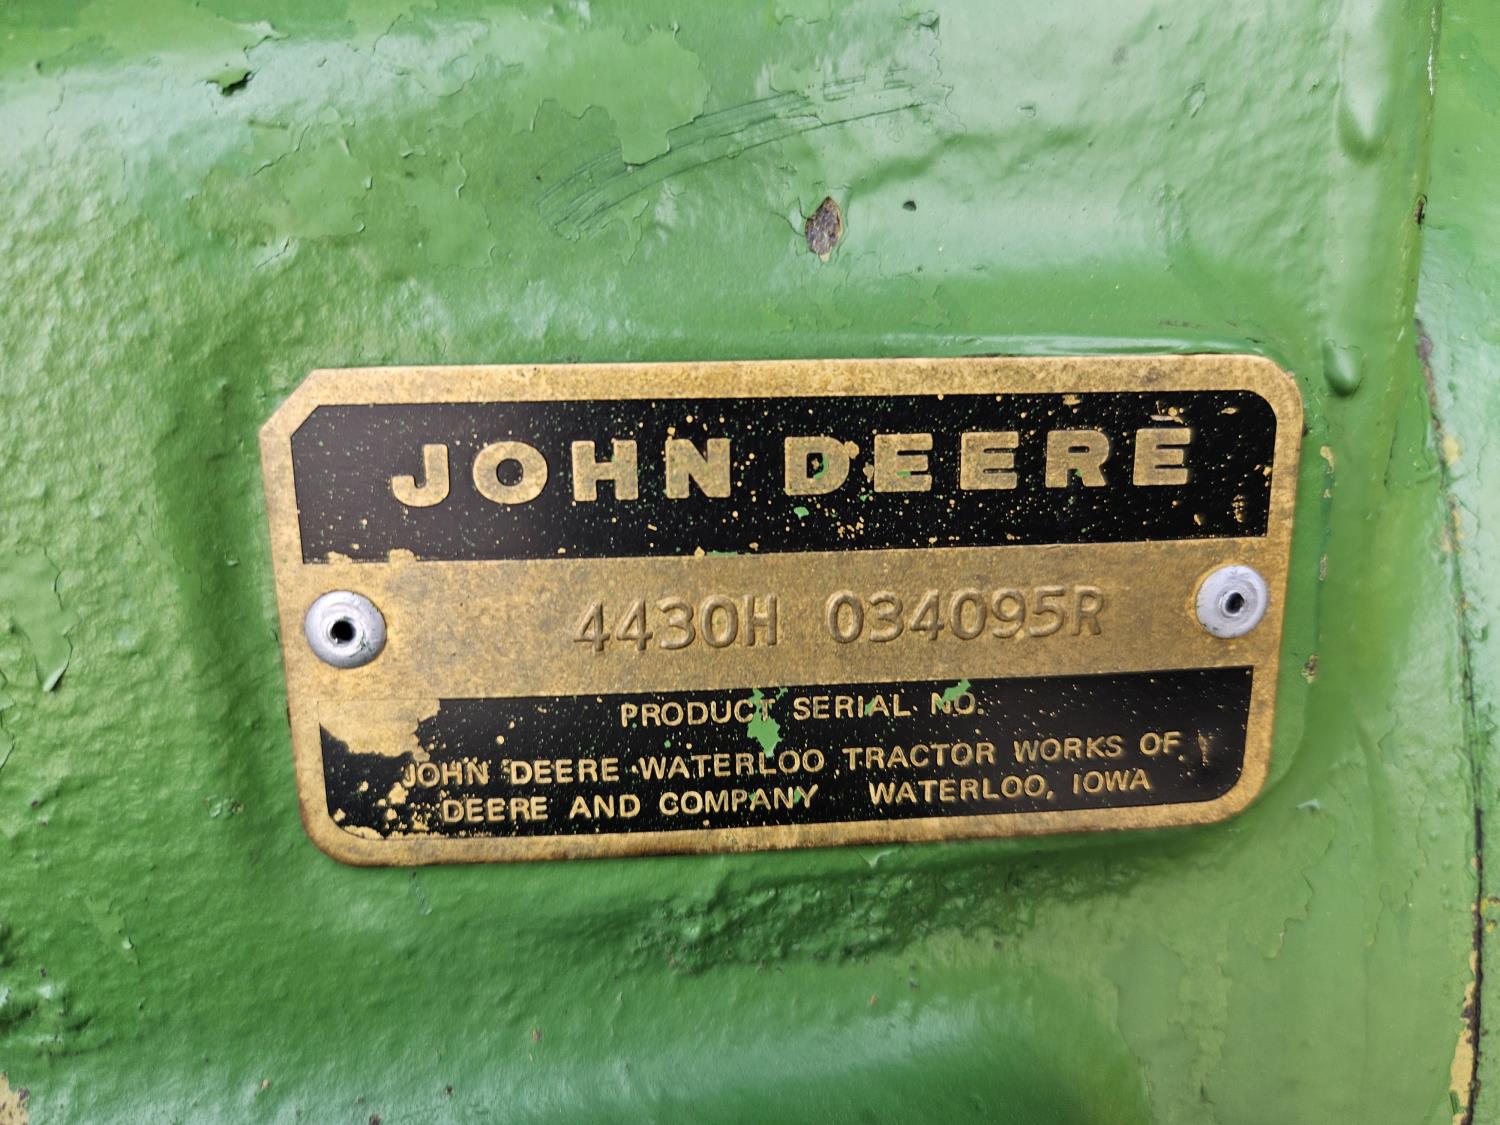 JOHN DEERE
4430H 034095R
PRODUCT SERIAL NO.
JOHN DEERE WATERLOO TRACTOR WORKS OF
DEERE AND COMPANY WATERLOO, IOWA